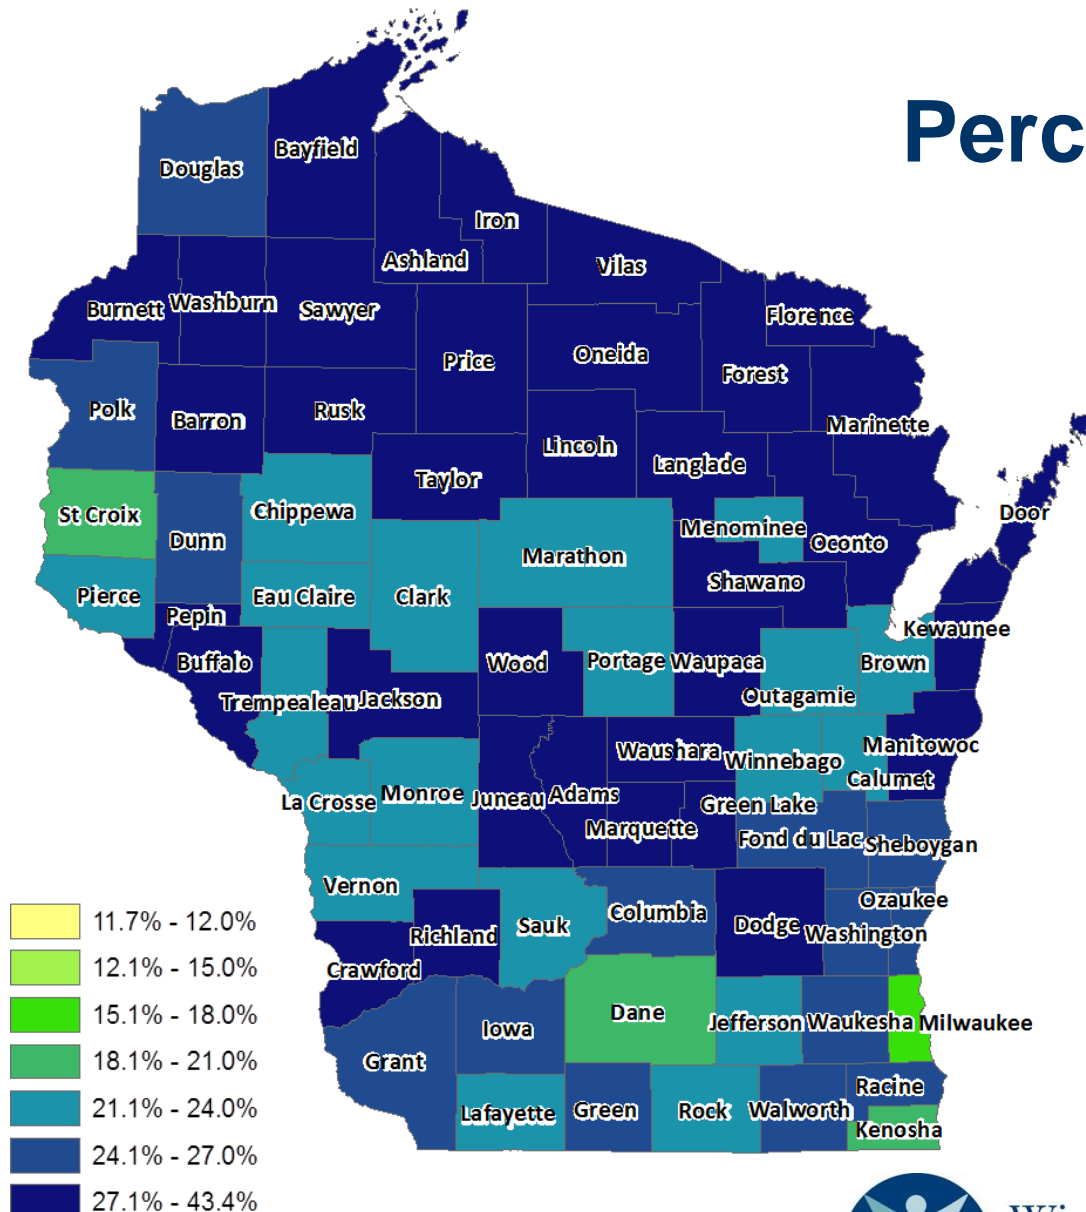 Perc
Bayfield
Douglas
Iron
Ashland
Vilas
Burnett
Washburn
Sawyer
Florence
Oneida
Price
Forest
Polk
Barron
Rusk
Marinette
Lincoln
Langlade
Taylor
St Croix
Chippewa
Door
Menominee
Dunn
Marathon
Oconto
Shawano
Pierce
Eau Claire
Clark
Pepin
Kewaunee
Buffalo
Wood
Portage
Waupaca
Brown
Trempealeau
Jackson
Outagamie
Waushara
Manitowoc
Winnebago
Calumet
La Crosse
Monroe
Juneau
Adams
Green Lake
Marquette
Fond du Lac
Sheboygan
Vernon
Ozaukee
Columbia
Sauk
Dodge
Washington
Richland
Crawford
Dane
Jefferson
Waukesha
Milwaukee
Iowa
Grant
Racine
Lafayette
Green
Rock
Walworth
Kenosha
11.7% - 12.0%
12.1% - 15.0%
15.1% - 18.0%
18.1% - 21.0%
21.1% - 24.0%
24.1% - 27.0%
27.1% - 43.4%